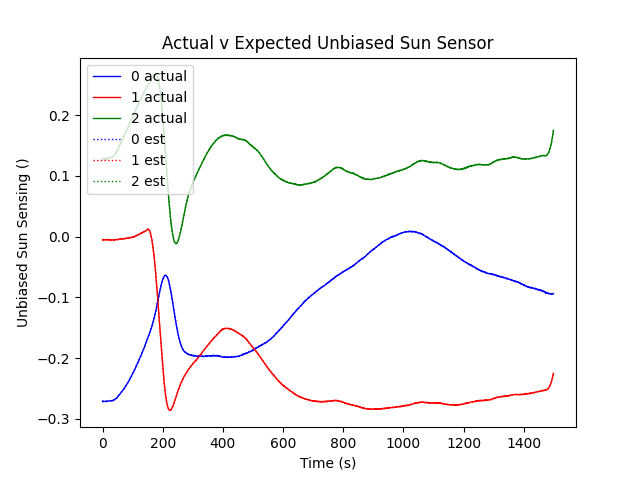 Actual v Expected Unbiased Sun Sensor
0 actual
1 actual
2 actual
0 est
1 est
2 est
0.2
0.1
0.0
−0.1
−0.2
−0.3
Unbiased Sun Sensing ()
0 200 400 600 800 1000 1200 1400
Time (s)